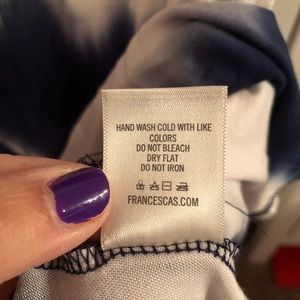 HAND WASH COLD WITH LIKE
COLORS
DO NOT BLEACH
DRY FLAT
DO NOT IRON
FRANCESCAS.COM